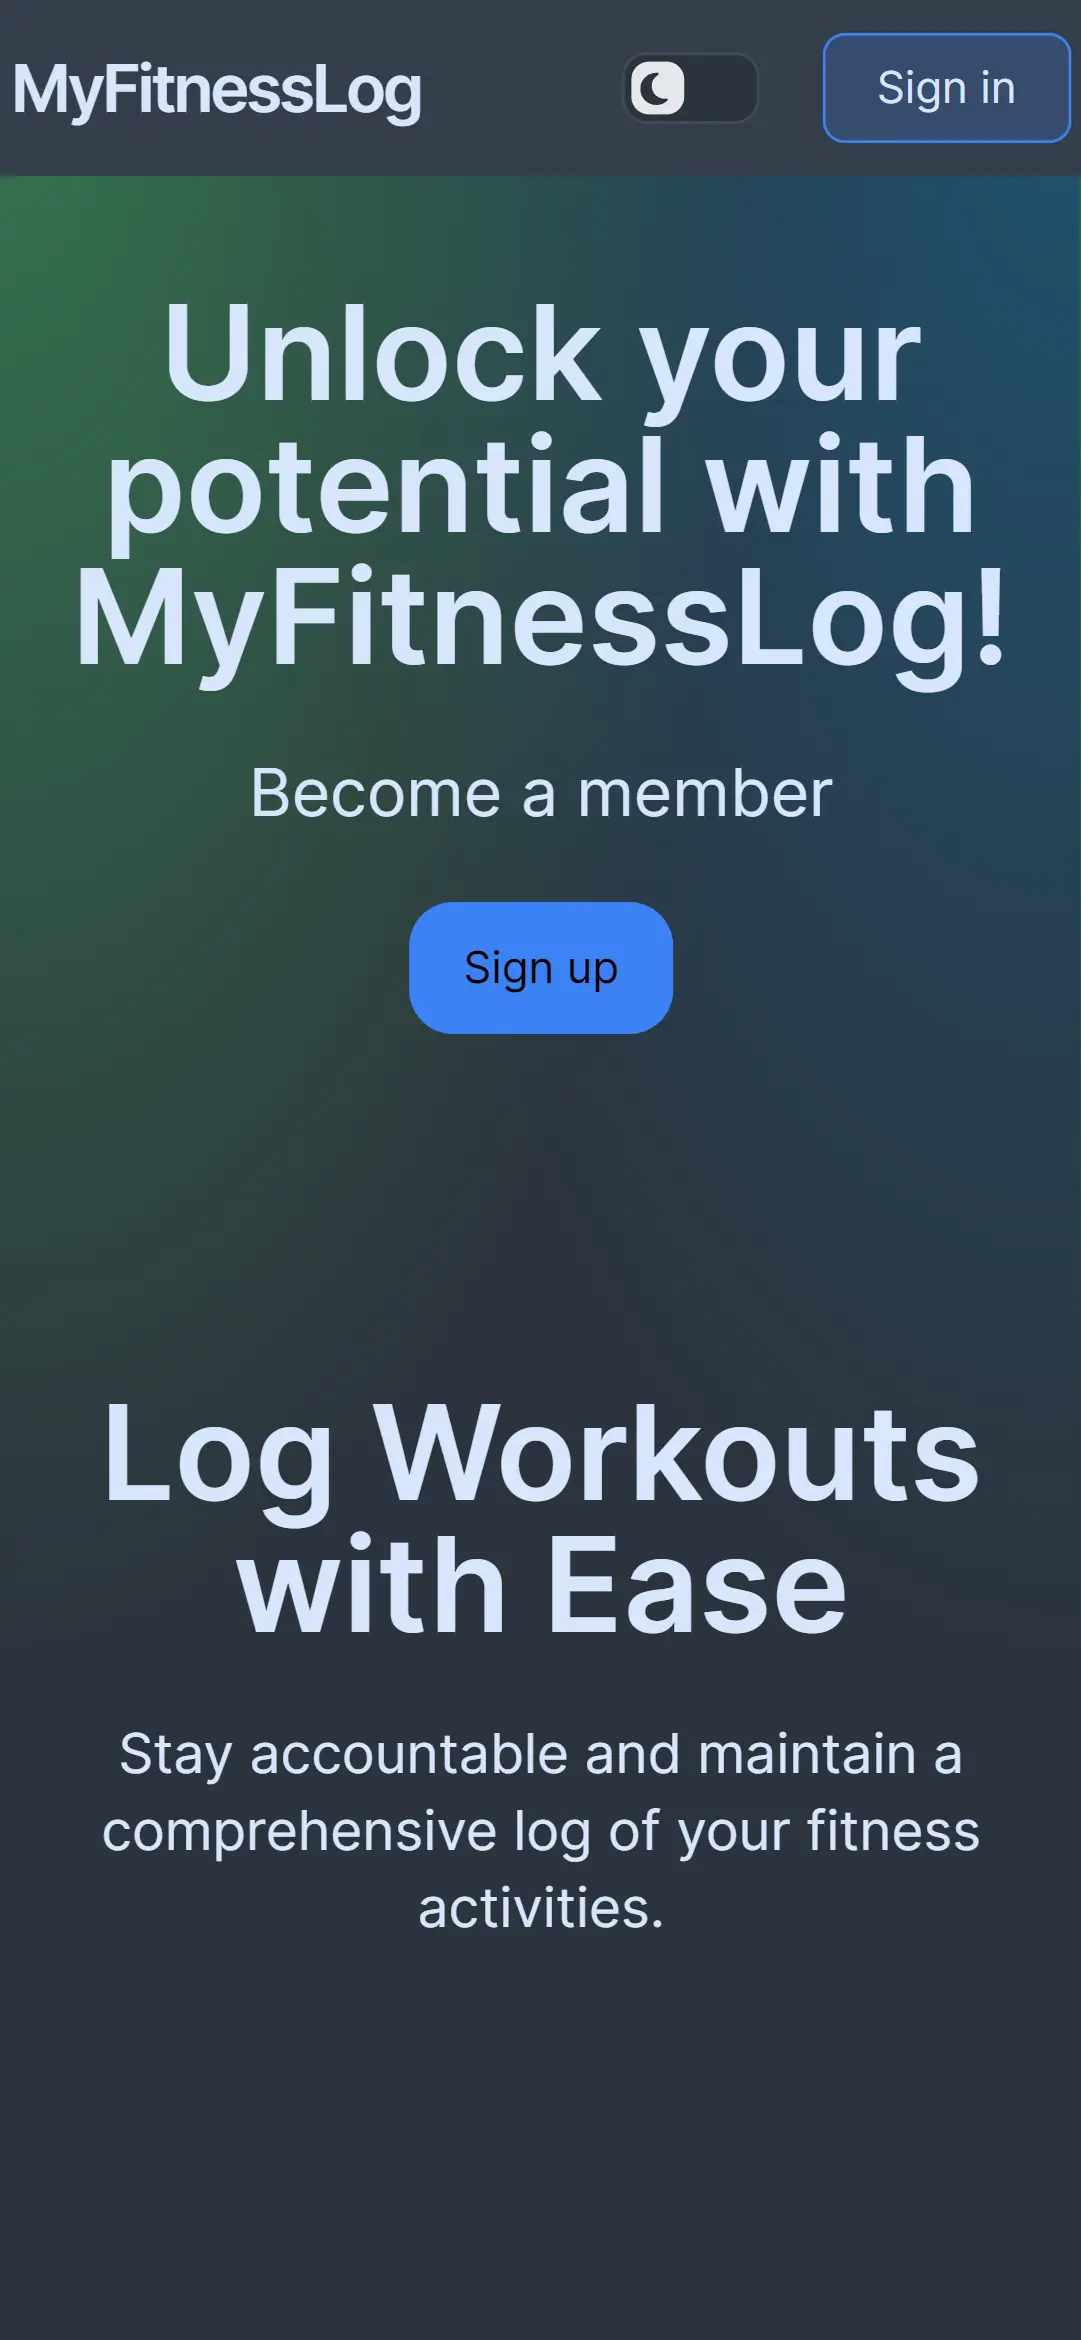 MyFitnessLog
Sign in
Unlock your
potential with
MyFitnessLog!
Become a member
Sign up
Log Workouts
with Ease
Stay accountable and maintain a
comprehensive log of your fitness
activities.